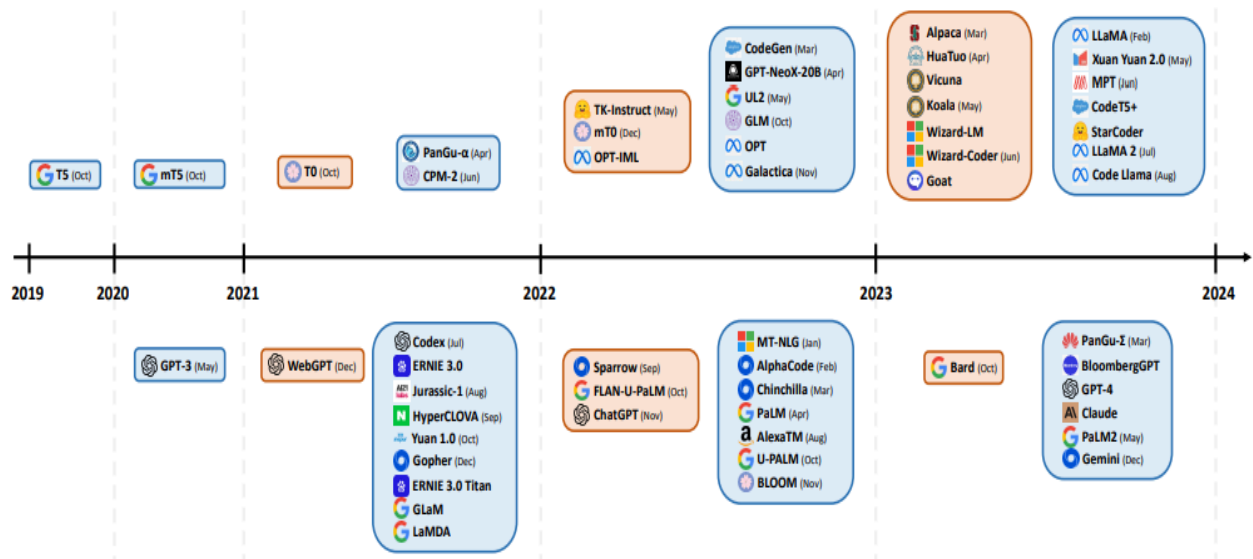 T5 (Oct)
mT5 (Oct)
T0 (Oct)
PanGu-α (Apr)
CPM-2 (Jun)
TK-Instruct (May)
mT0 (Dec)
OPT-IML
CodeGen (Mar)
GPT-NeoX-20B (Apr)
UL2 (May)
GLM (Oct)
OPT
Galactica (Nov)
Alpaca (Mar)
HuaTuo (Apr)
Vicuna
Koala (May)
Wizard-LM
Wizard-Coder (Jun)
Goat
LLaMA (Feb)
Xuan Yuan 2.0 (May)
MPT (Jun)
CodeT5+
StarCoder
LLaMA 2 (Jul)
Code Llama (Aug)
2019
2020
2021
2022
2023
2024
GPT-3 (May)
WebGPT (Dec)
Codex (Jul)
ERNIE 3.0
AI21 labs
Jurassic-1 (Aug)
HyperCLOVA (Sep)
Yuan 1.0 (Oct)
Gopher (Dec)
ERNIE 3.0 Titan
GLaM
LaMDA
Sparrow (Sep)
FLAN-U-PaLM (Oct)
ChatGPT (Nov)
MT-NLG (Jan)
AlphaCode (Feb)
Chinchilla (Mar)
PaLM (Apr)
AlexaTM (Aug)
U-PALM (Oct)
BLOOM (Nov)
Bard (Oct)
PanGu-Σ (Mar)
BloombergGPT
GPT-4
Claude
PaLM2 (May)
Gemini (Dec)